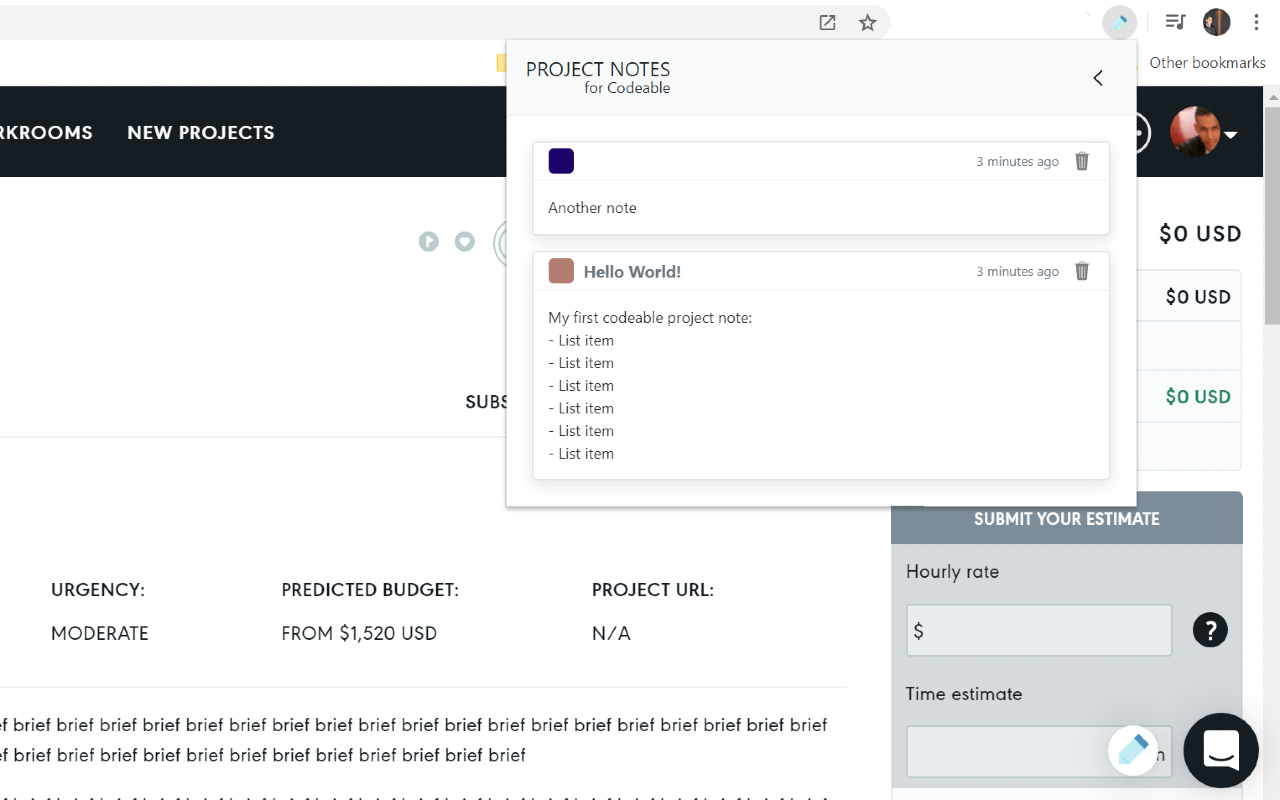 Other bookmarks
PROJECT NOTES
for Codeable
RKROOMS NEW PROJECTS
3 minutes ago
Another note
$0 USD
Hello World! 3 minutes ago
$0 USD
My first codeable project note:
- List item
- List item
- List item
- List item
- List item
- List item
SUBS
$0 USD
SUBMIT YOUR ESTIMATE
Hourly rate
$ ?
URGENCY: PREDICTED BUDGET: PROJECT URL:
MODERATE FROM $1,520 USD N/A
Time estimate
ef brief brief brief brief brief brief brief brief brief brief brief brief brief brief brief brief brief brief brief
ef brief brief brief brief brief brief brief brief brief brief brief brief